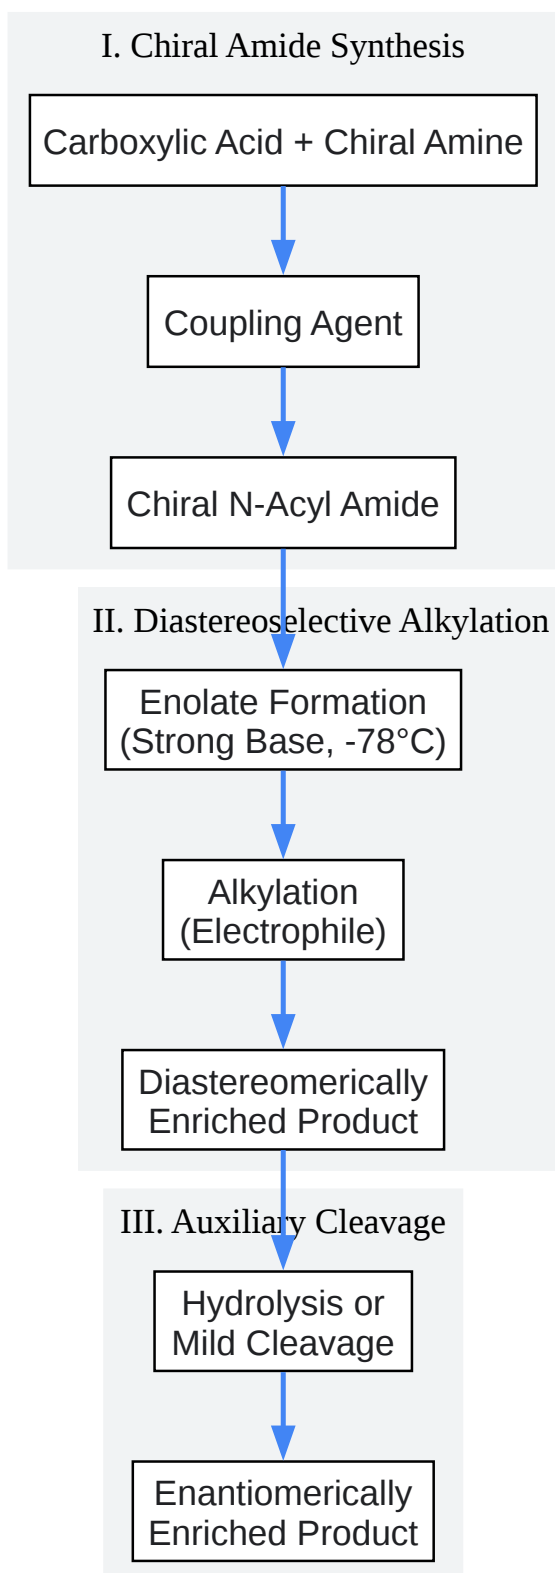 I. Chiral Amide Synthesis
Carboxylic Acid + Chiral Amine
Coupling Agent
Chiral N-Acyl Amide
II. Diastereoselective Alkylation
Enolate Formation
(Strong Base, -78°C)
Alkylation
(Electrophile)
Diastereomerically
Enriched Product
III. Auxiliary Cleavage
Hydrolysis or
Mild Cleavage
Enantiomerically
Enriched Product